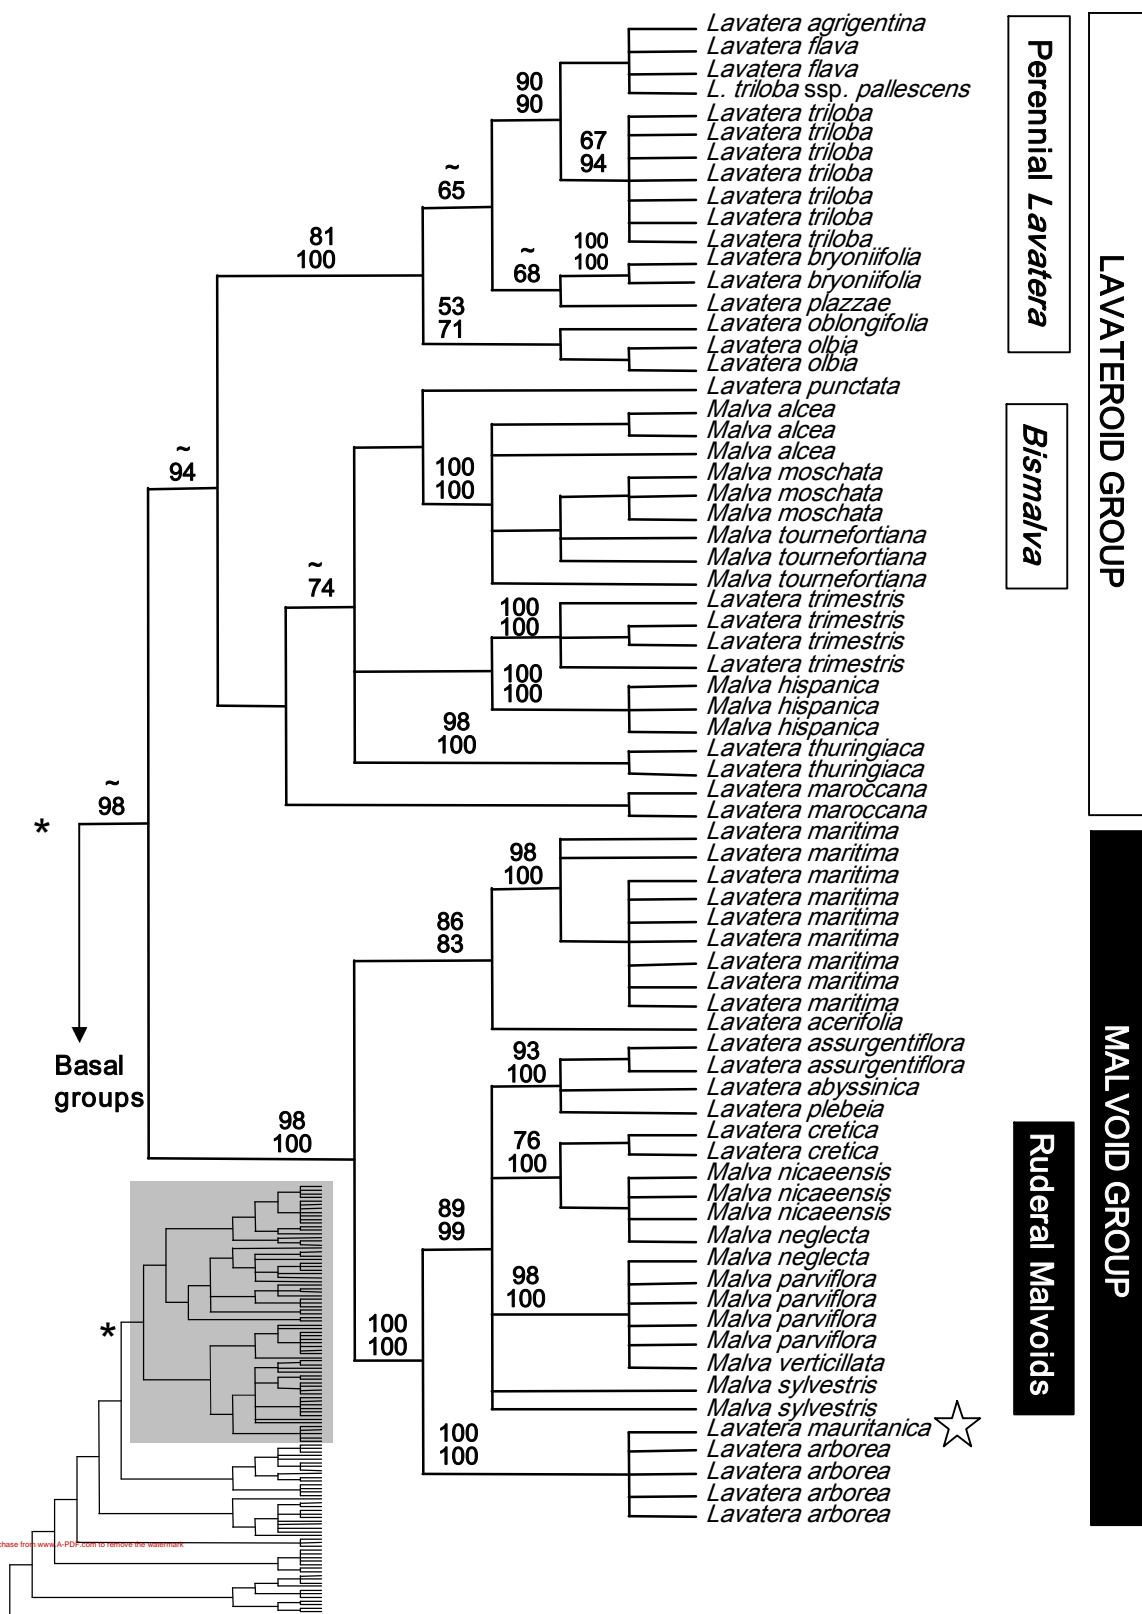 Lavatera agrigentina
Lavatera flava
Lavatera flava
L. triloba ssp. pallescens
Lavatera triloba
Lavatera triloba
Lavatera triloba
Lavatera triloba
Lavatera triloba
Lavatera triloba
Lavatera triloba
Lavatera bryoniifolia
Lavatera bryoniifolia
Lavatera plazzae
Lavatera oblongifolia
Lavatera olbia
Lavatera olbia
Lavatera punctata
Malva alcea
Malva alcea
Malva alcea
Malva moschata
Malva moschata
Malva moschata
Malva tournefortiana
Malva tournefortiana
Malva tournefortiana
Lavatera trimestris
Lavatera trimestris
Lavatera trimestris
Lavatera trimestris
Malva hispanica
Malva hispanica
Malva hispanica
Lavatera thuringiaca
Lavatera thuringiaca
Lavatera maroccana
Lavatera maroccana
Lavatera maritima
Lavatera maritima
Lavatera maritima
Lavatera maritima
Lavatera maritima
Lavatera maritima
Lavatera maritima
Lavatera maritima
Lavatera maritima
Lavatera acerifolia
Lavatera assurgentiflora
Lavatera assurgentiflora
Lavatera abyssinica
Lavatera plebeia
Lavatera cretica
Lavatera cretica
Malva nicaeensis
Malva nicaeensis
Malva nicaeensis
Malva neglecta
Malva neglecta
Malva parviflora
Malva parviflora
Malva parviflora
Malva parviflora
Malva verticillata
Malva sylvestris
Malva sylvestris
Lavatera mauritanica
Lavatera arborea
Lavatera arborea
Lavatera arborea
Lavatera arborea
90
90
67
94
~
65
81
100
100
100
~
68
53
71
~
94
100
100
~
74
100
100
100
100
98
100
~
98
*
98
100
86
83
93
100
98
100
76
100
89
99
98
100
100
100
100
100
Basal
groups
*
Perennial Lavatera
Bismalva
LAVATEROID GROUP
Ruderal Malvoids
MALVOID GROUP
chase from www.A-PDF.com to remove the watermark